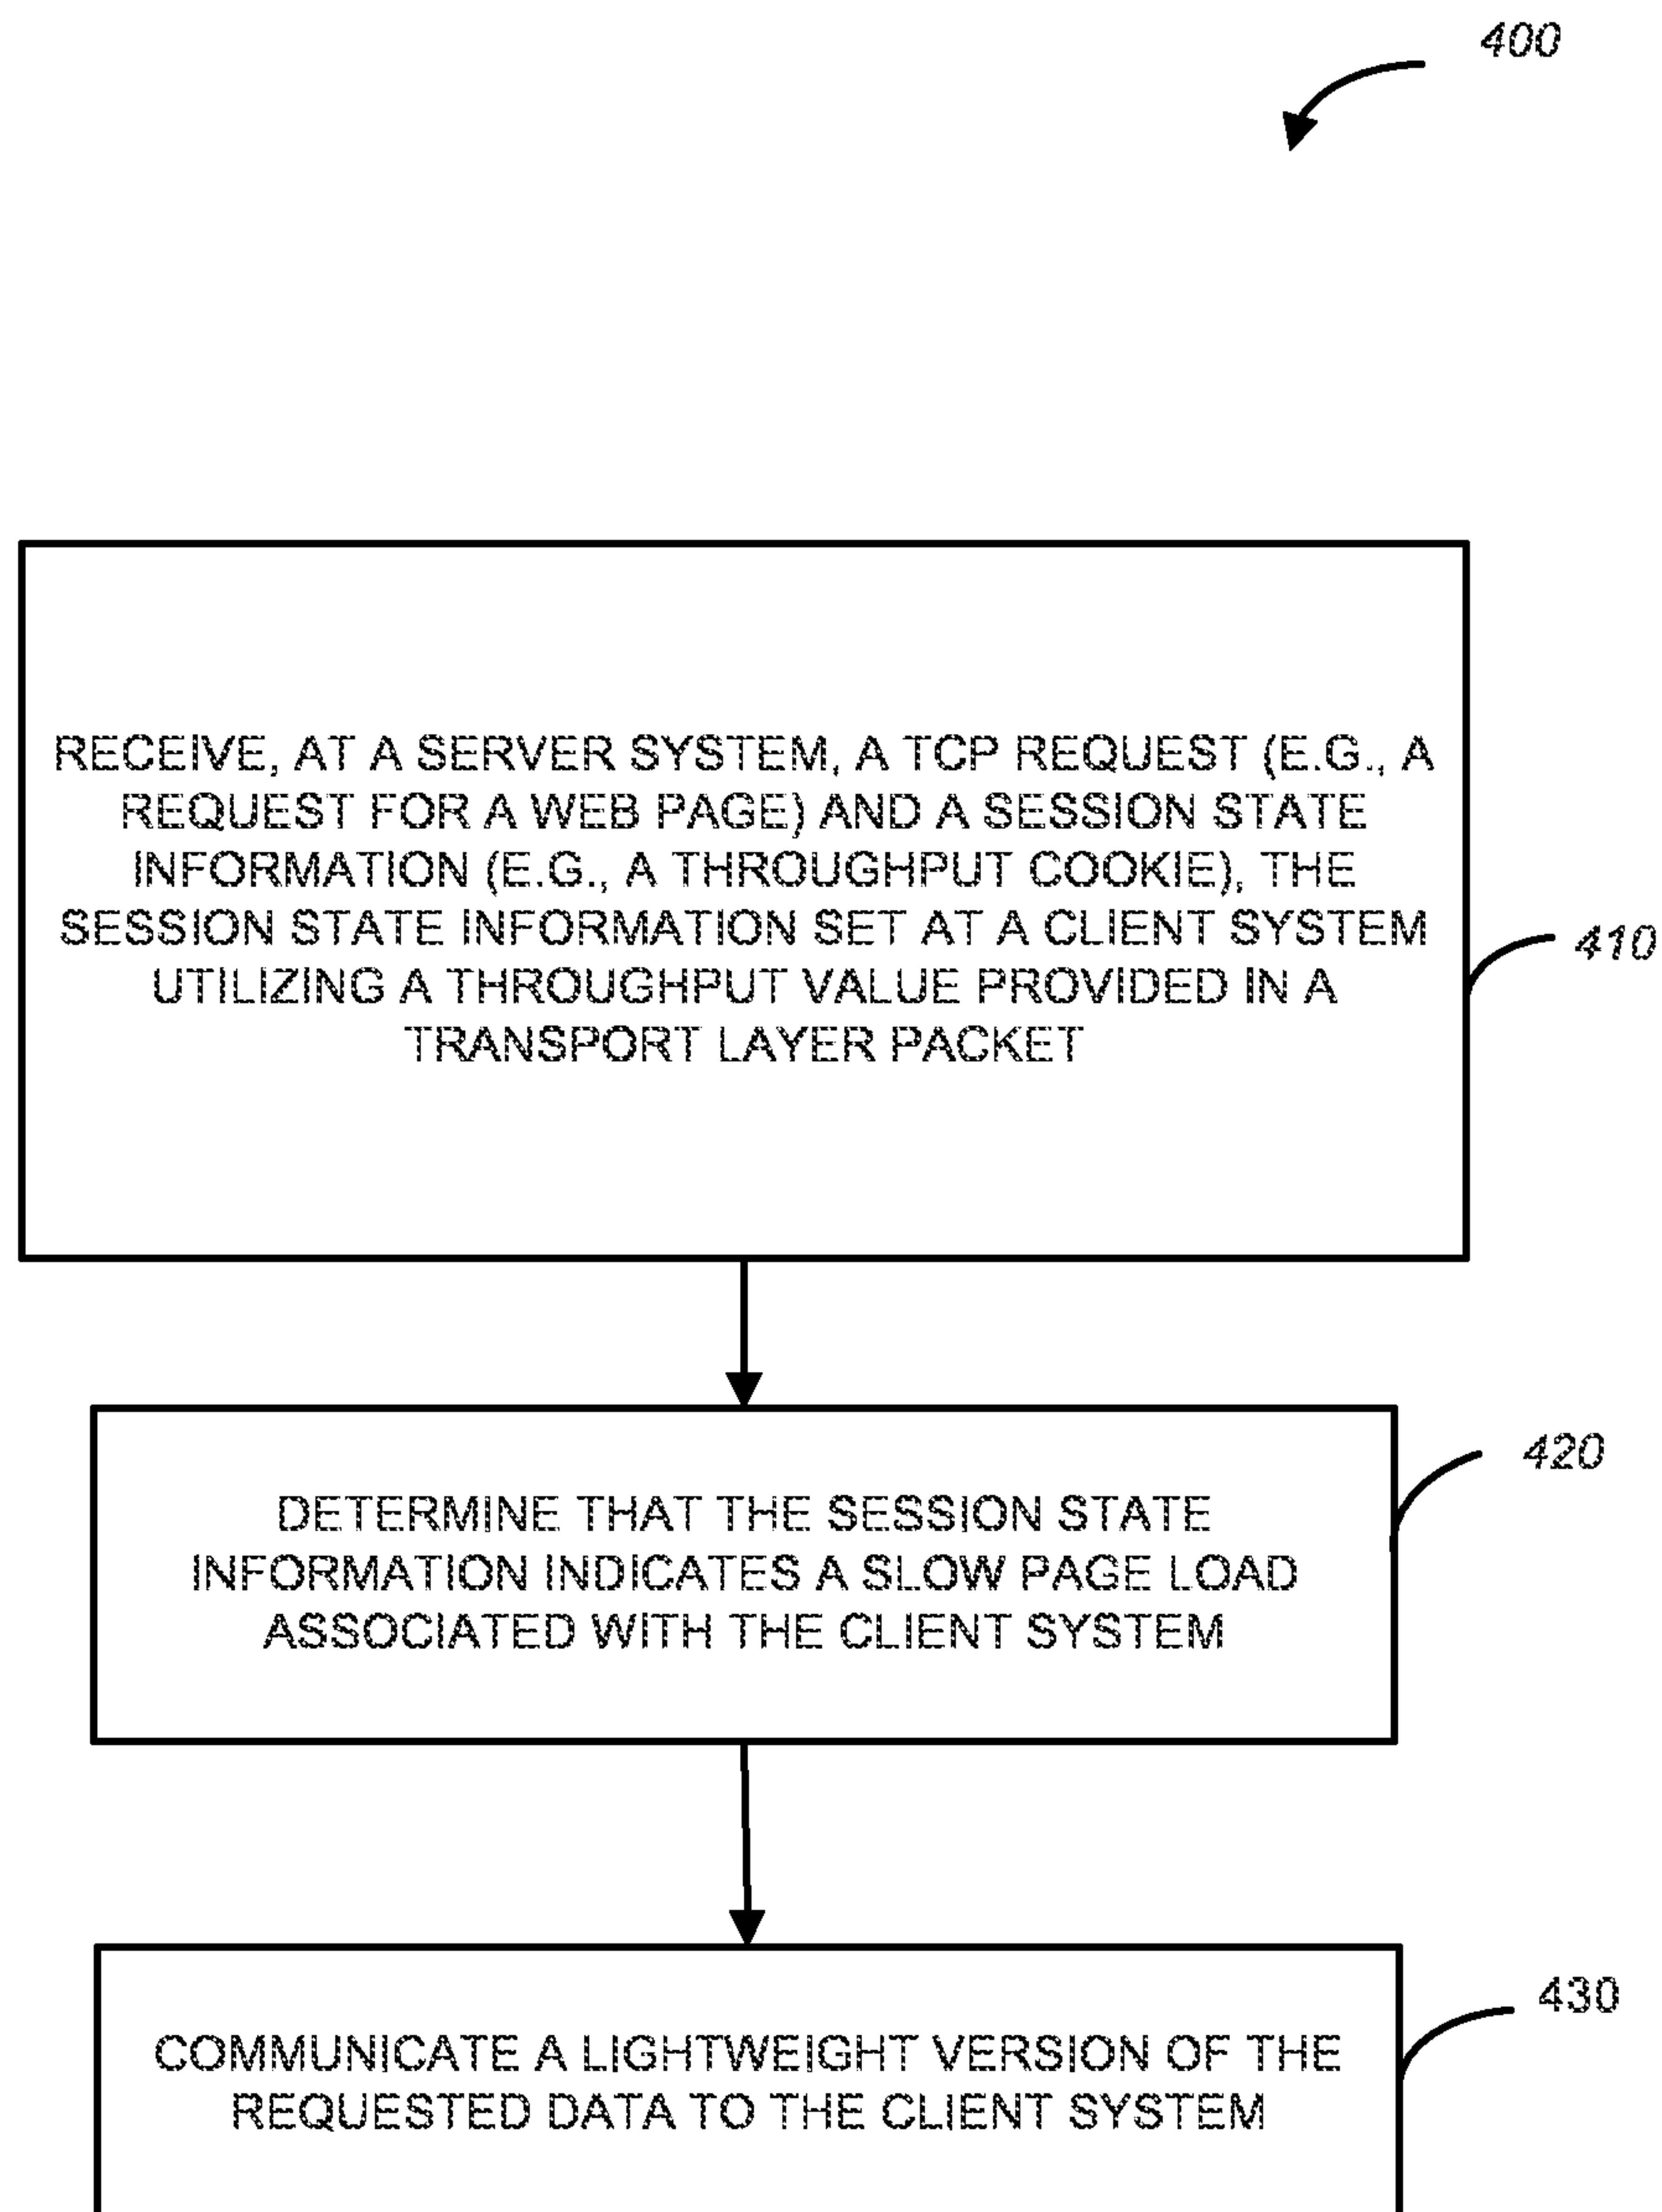 400
RECEIVE, AT A SERVER SYSTEM, A TCP REQUEST (E.G., A
REQUEST FOR A WEB PAGE) AND A SESSION STATE
INFORMATION (E.G., A THROUGHPUT COOKIE), THE
SESSION STATE INFORMATION SET AT A CLIENT SYSTEM
UTILIZING A THROUGHPUT VALUE PROVIDED IN A
TRANSPORT LAYER PACKET
410
DETERMINE THAT THE SESSION STATE
INFORMATION INDICATES A SLOW PAGE LOAD
ASSOCIATED WITH THE CLIENT SYSTEM
420
COMMUNICATE A LIGHTWEIGHT VERSION OF THE
REQUESTED DATA TO THE CLIENT SYSTEM
430